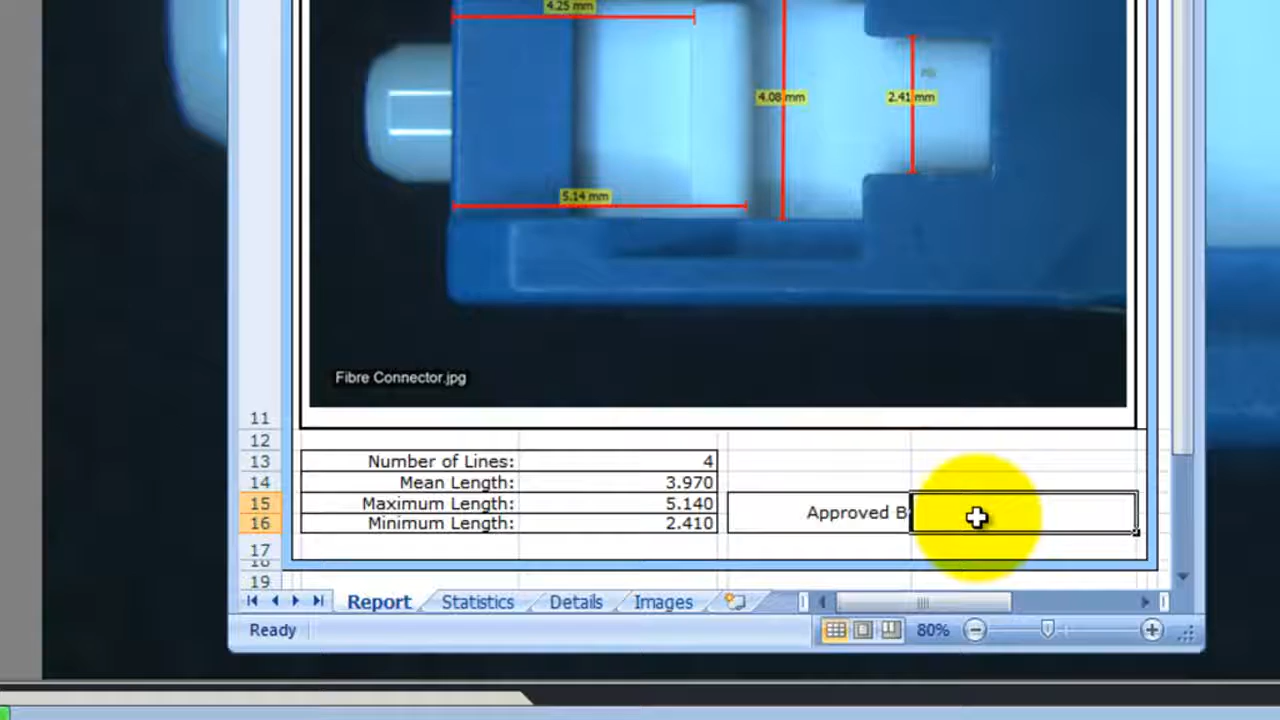 4.25 mm
4.08 mm
2.41 mm
5.14 mm
Fibre Connector.jpg
11
12
13 Number of Lines: 4
14 Mean Length: 3.970
15 Maximum Length: 5.140
Approved B
16 Minimum Length: 2.410
17
18
19
Report Statistics Details Images
Ready 80%